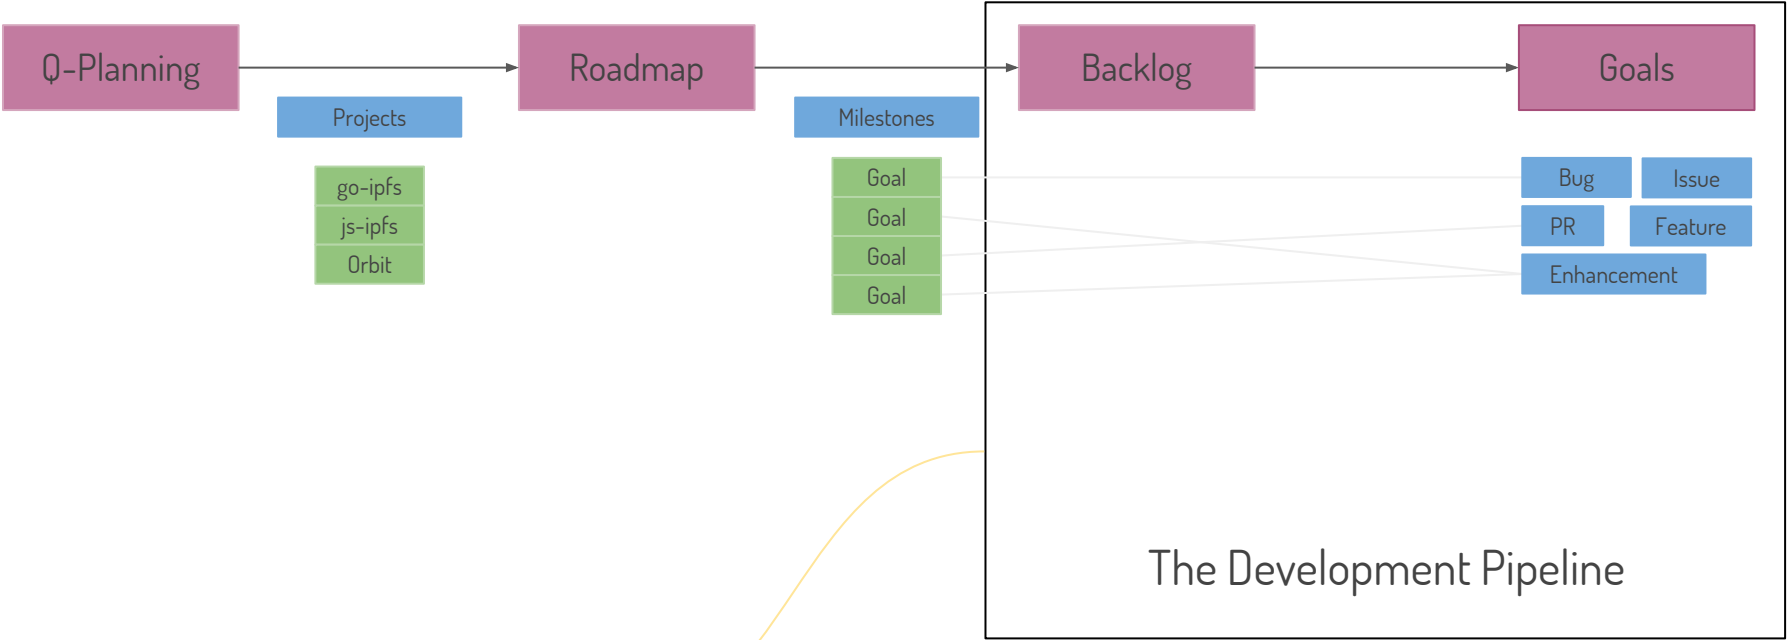 Q-Planning
Roadmap
Backlog
Goals
Projects
Milestones
go-ipfs
js-ipfs
Orbit
Goal
Goal
Goal
Goal
Bug
Issue
PR
Feature
Enhancement
The Development Pipeline